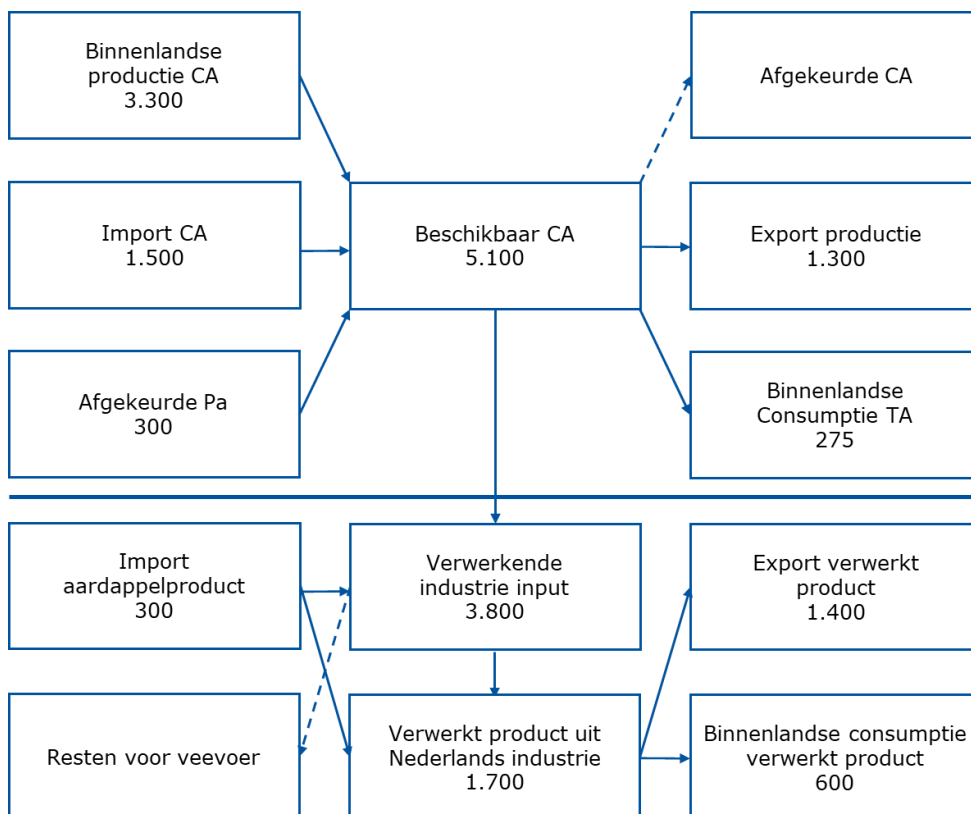 Binnenlandse
productie CA
3.300
Afgekeurde CA
Import CA
1.500
Beschikbaar CA
5.100
Export productie
1.300
Afgekeurde Pa
300
Binnenlandse
Consumptie TA
275
Import
aardappelproduct
300
Verwerkende
industrie input
3.800
Export verwerkt
product
1.400
Resten voor veevoer
Verwerkt product uit
Nederlands industrie
1.700
Binnenlandse consumptie
verwerkt product
600